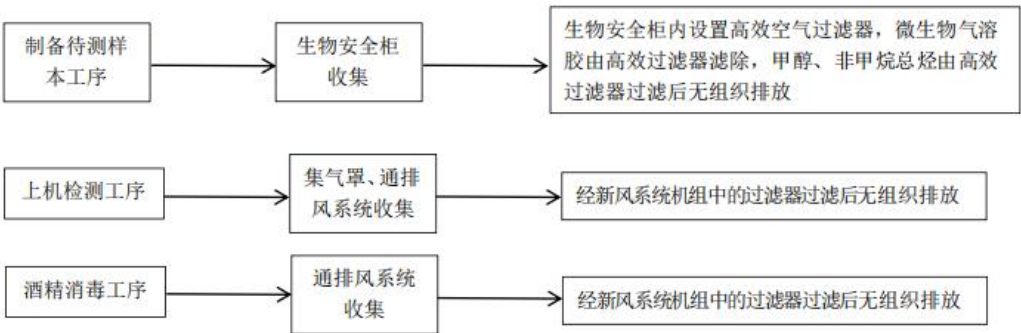 制备待测样
本工序
生物安全柜
收集
生物安全柜内设置高效空气过滤器，微生物气溶
胶由高效过滤器滤除，甲醇、非甲烷总烃由高效
过滤器过滤后无组织排放
上机检测工序
集气罩、通排
风系统收集
经新风系统机组中的过滤器过滤后无组织排放
酒精消毒工序
通排风系统
收集
经新风系统机组中的过滤器过滤后无组织排放